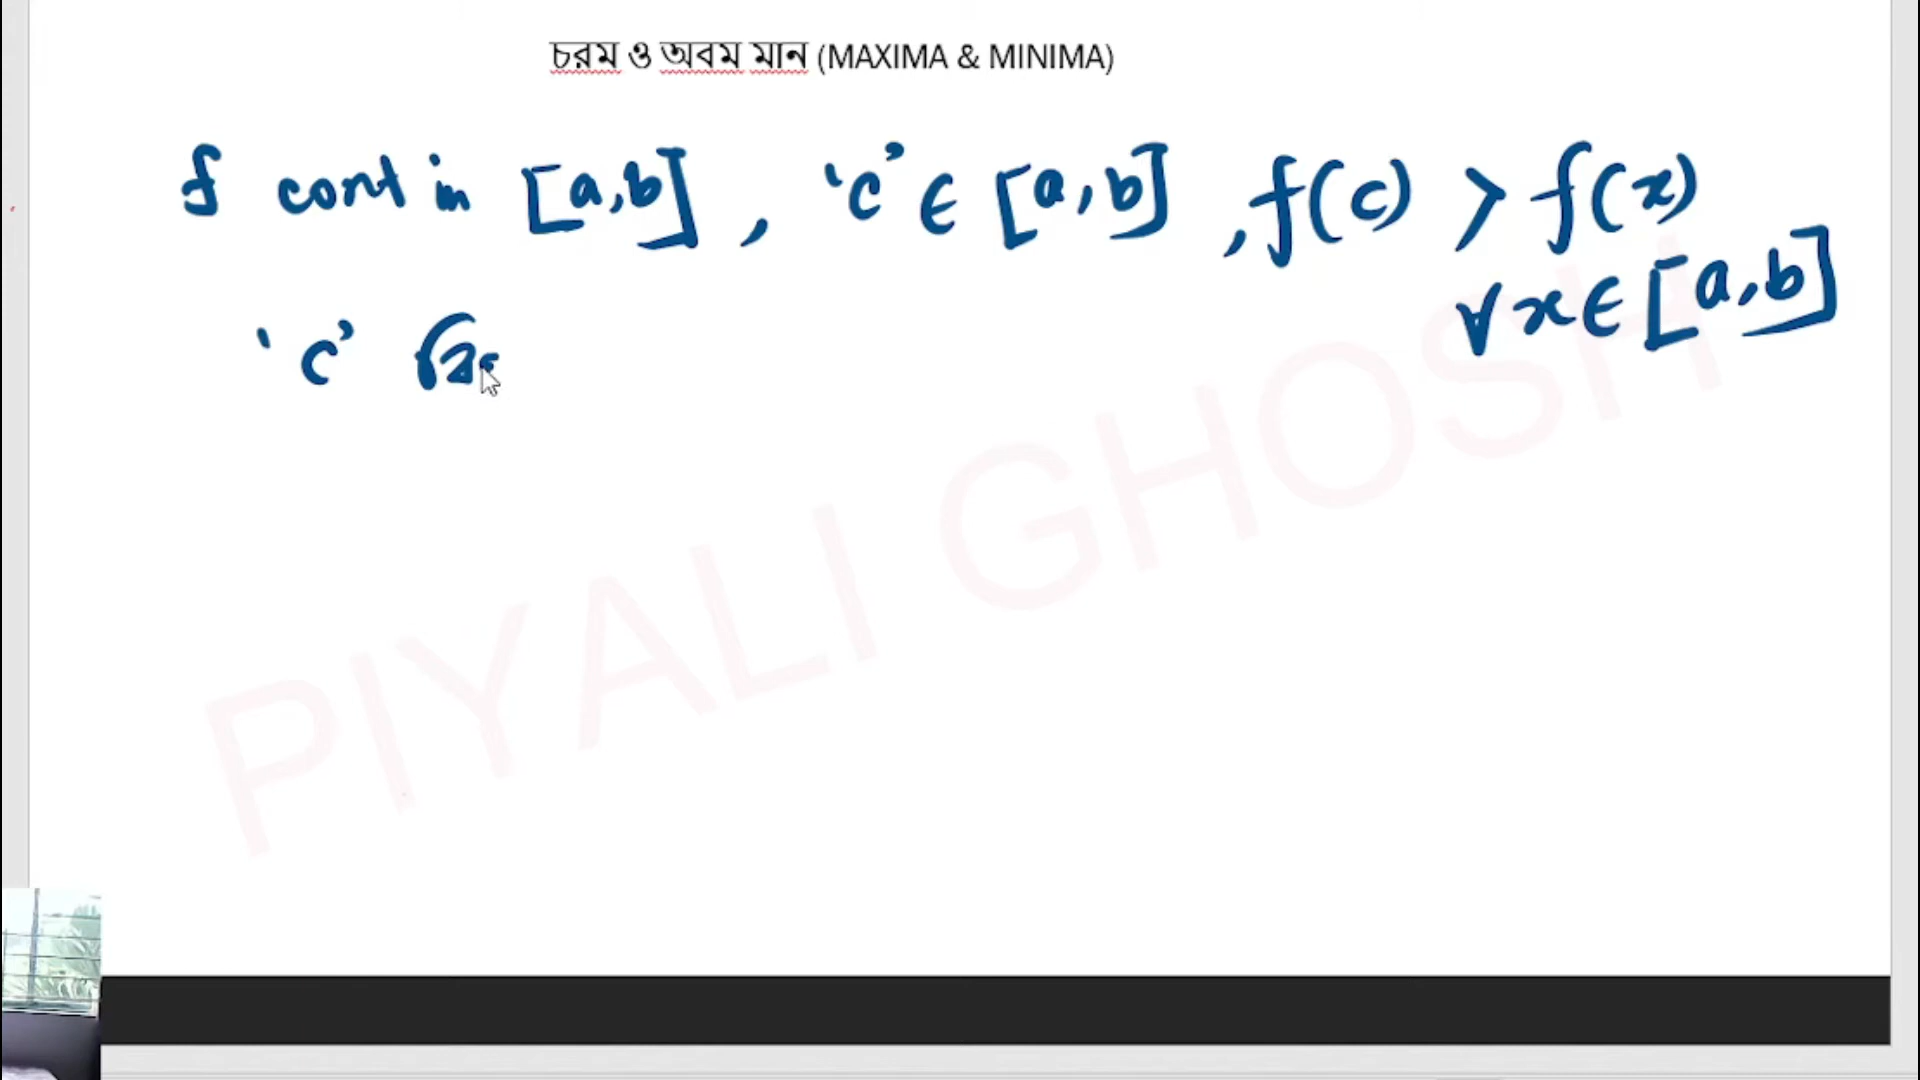 চরম ও অবম মান (MAXIMA & MINIMA)
f cont in [a,b], 'c' ∈ [a,b], f(c) > f(x)
∀ x ∈ [a,b]
'c'
PIYALI GHOSH